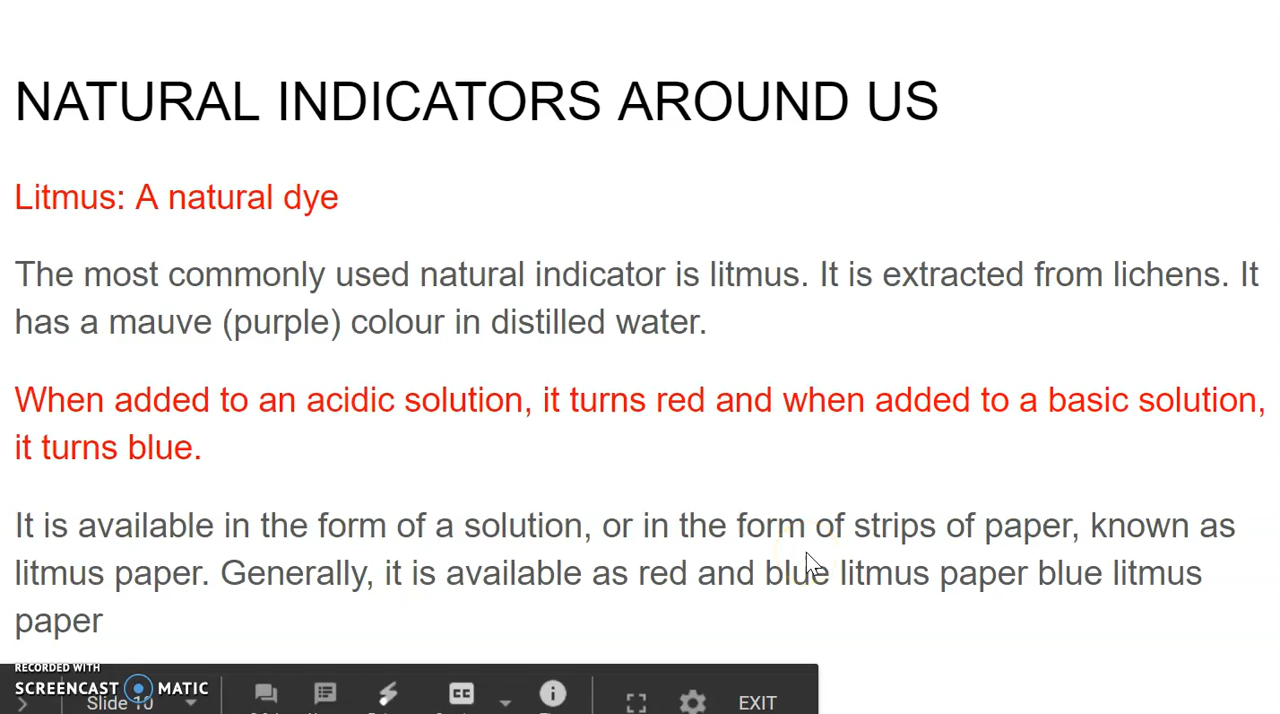 NATURAL INDICATORS AROUND US
Litmus: A natural dye
The most commonly used natural indicator is litmus. It is extracted from lichens. It
has a mauve (purple) colour in distilled water.
When added to an acidic solution, it turns red and when added to a basic solution,
it turns blue.
It is available in the form of a solution, or in the form of strips of paper, known as
litmus paper. Generally, it is available as red and blue litmus paper blue litmus
paper
RECORDED WITH
SCREENCAST MATIC
Slide 10
CC
EXIT